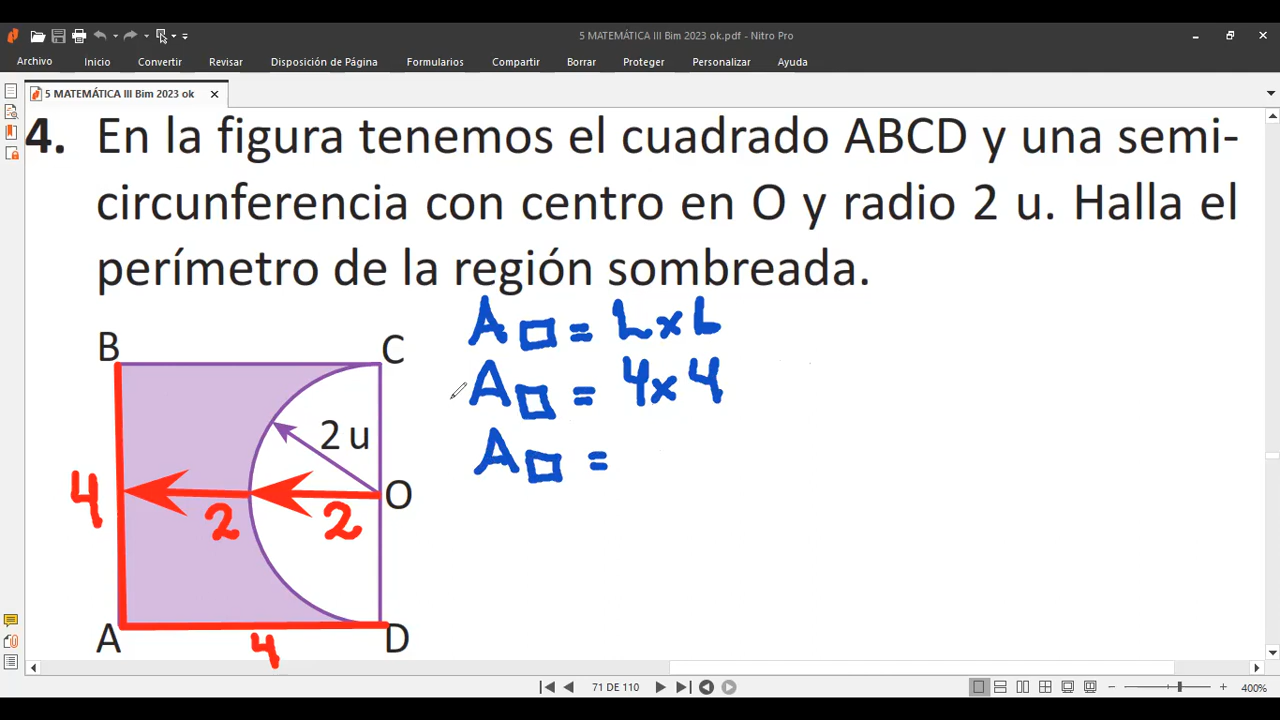 5 MATEMÁTICA III Bim 2023 ok.pdf - Nitro Pro
Archivo Inicio Convertir Revisar Disposición de Página Formularios Compartir Borrar Proteger Personalizar Ayuda
5 MATEMÁTICA III Bim 2023 ok
4. En la figura tenemos el cuadrado ABCD y una semi-
circunferencia con centro en O y radio 2 u. Halla el
perímetro de la región sombreada.
A□ = L x L
A□ = 4 x 4
A□ =
B C
2 u
4 2 2 O
A 4 D
71 DE 110
400%